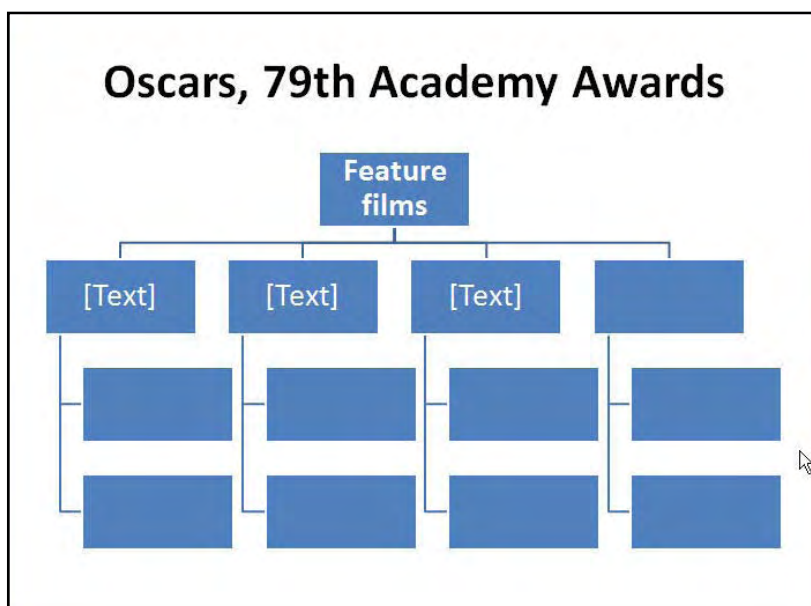 Oscars, 79th Academy Awards
Feature
films
[Text]
[Text]
[Text]